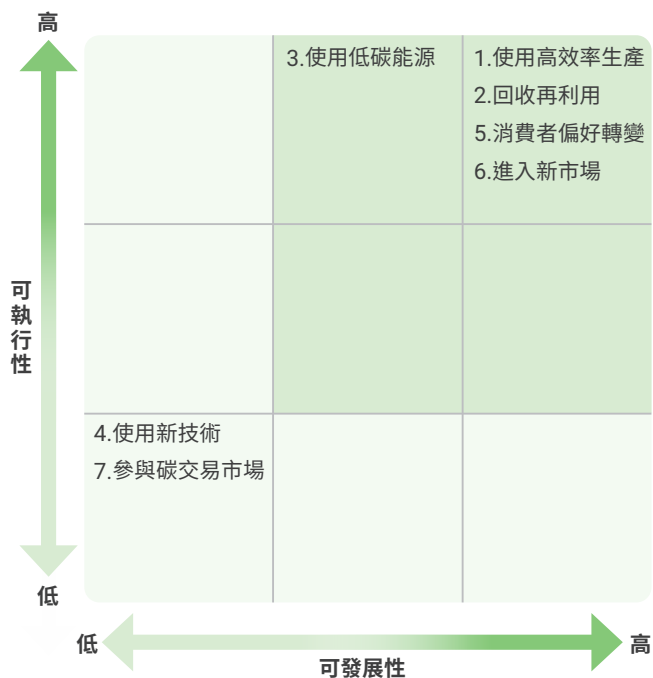 高
3.使用低碳能源
1.使用高效率生產
2.回收再利用
5.消費者偏好轉變
6.進入新市場
可執行性
4.使用新技術
7.參與碳交易市場
低
低
高
可發展性